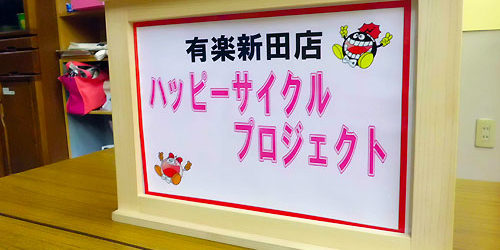 有楽新田店
ハッピーサイクル
プロジェクト